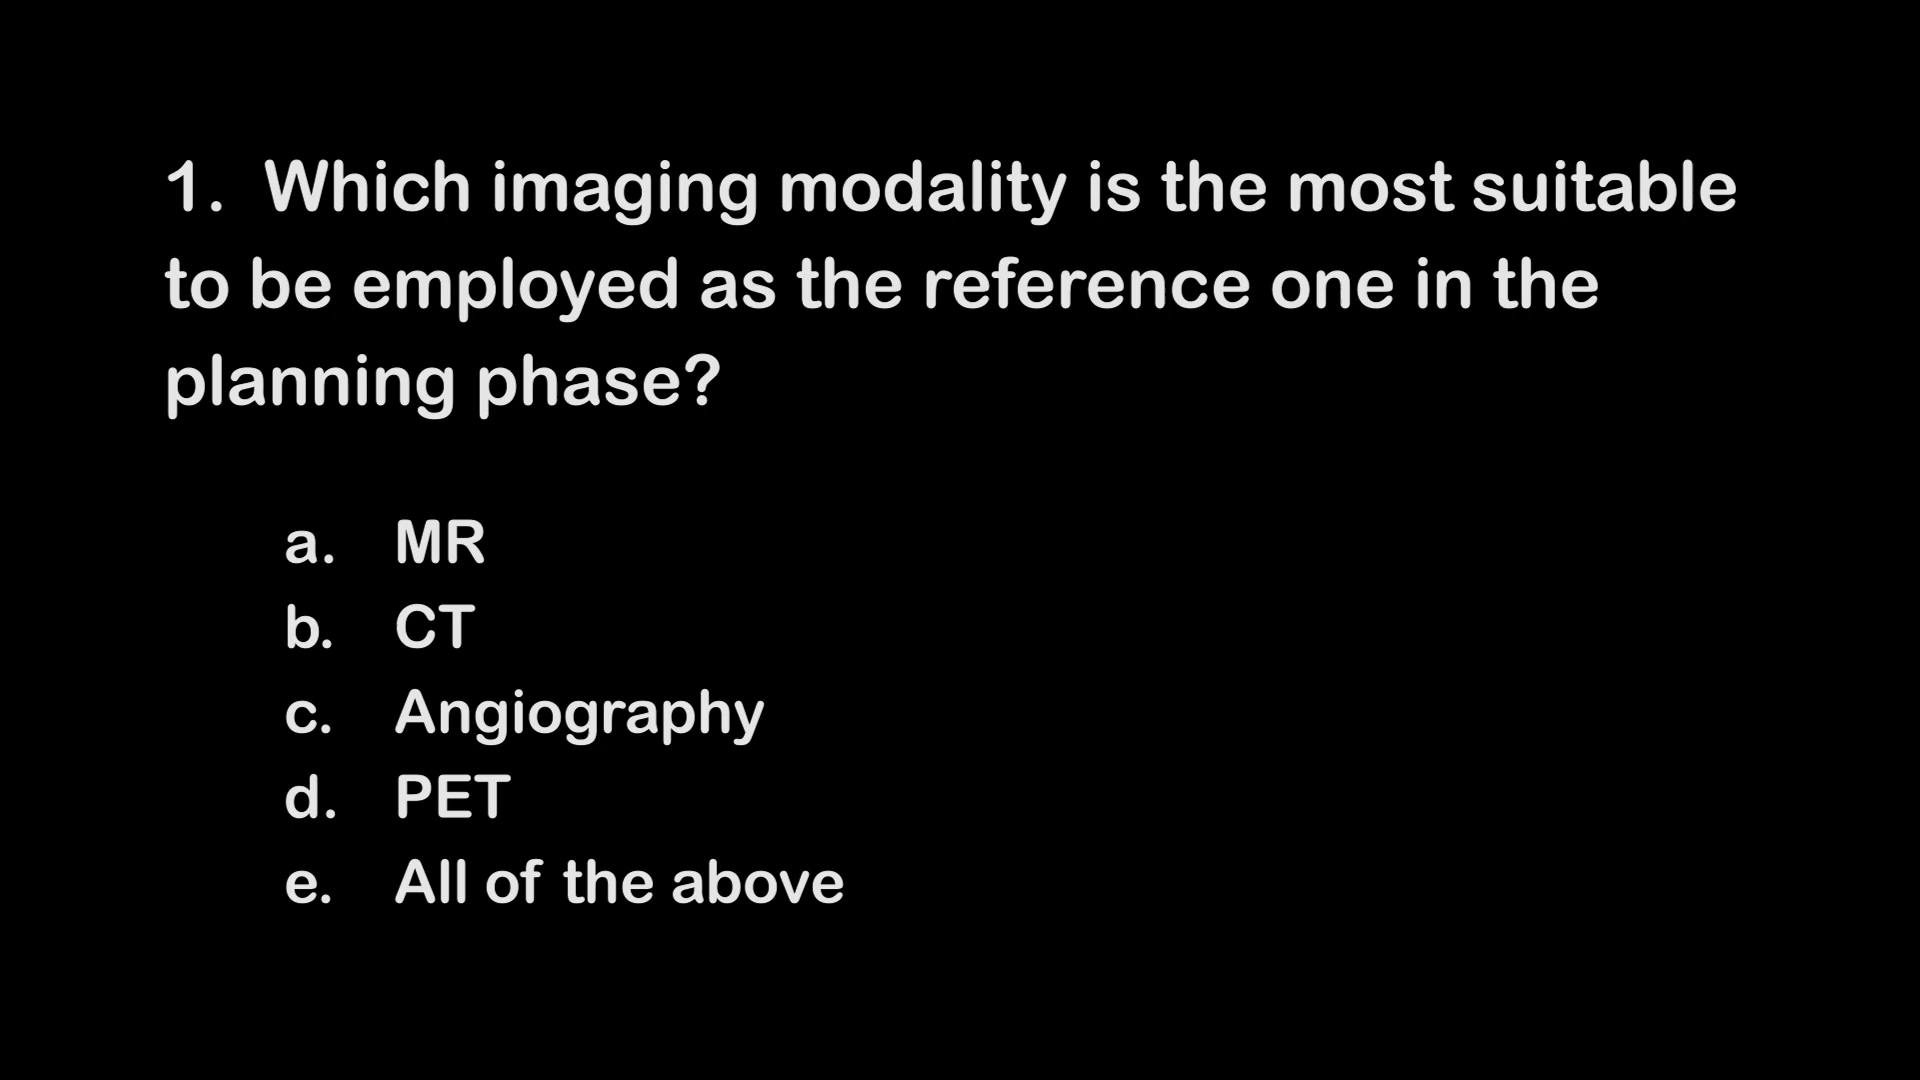 1. Which imaging modality is the most suitable
to be employed as the reference one in the
planning phase?
a. MR
b. CT
c. Angiography
d. PET
e. All of the above